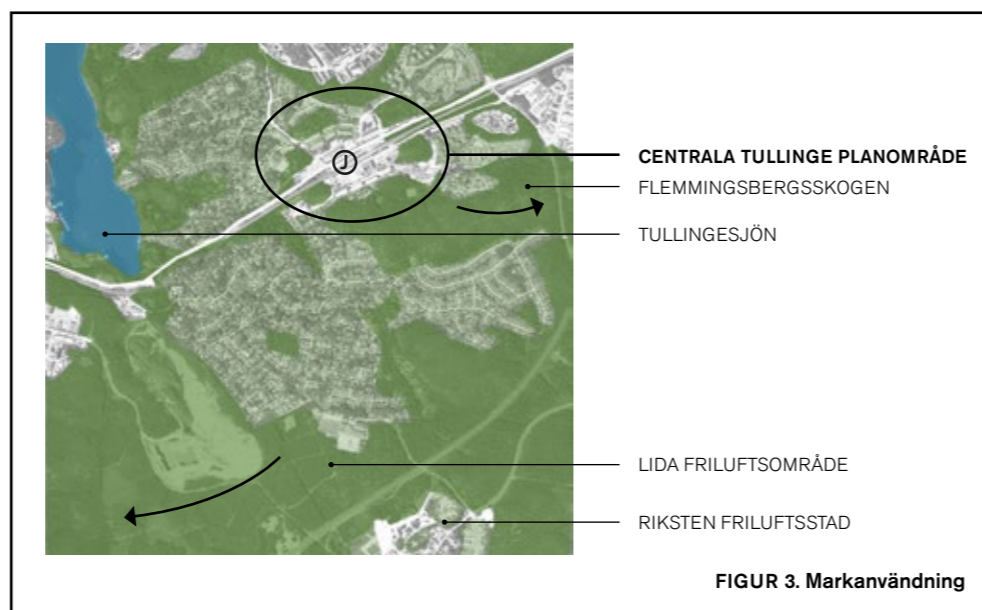 J
CENTRALA TULLINGE PLANOMRÅDE
FLEMMINGSBERGSSKOGEN
TULLINGESJÖN
LIDA FRILUFTSOMRÅDE
RIKSTEN FRILUFTSSTAD
FIGUR 3. Markanvändning